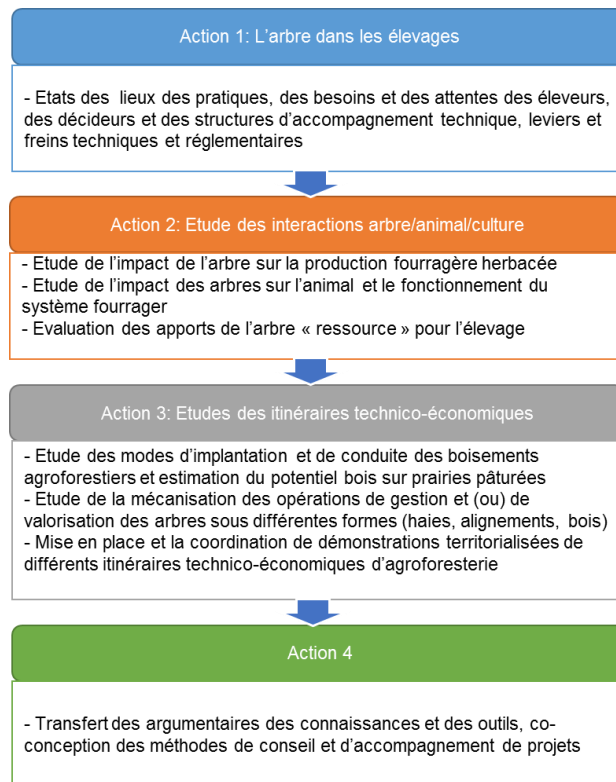 Action 1: L'arbre dans les élevages
- Etats des lieux des pratiques, des besoins et des attentes des éleveurs,
des décideurs et des structures d'accompagnement technique, leviers et
freins techniques et réglementaires
Action 2: Etude des interactions arbre/animal/culture
- Etude de l'impact de l'arbre sur la production fourragère herbacée
- Etude de l'impact des arbres sur l'animal et le fonctionnement du
système fourrager
- Evaluation des apports de l'arbre « ressource » pour l'élevage
Action 3: Etudes des itinéraires technico-économiques
- Etude des modes d'implantation et de conduite des boisements
agroforestiers et estimation du potentiel bois sur prairies pâturées
- Etude de la mécanisation des opérations de gestion et (ou) de
valorisation des arbres sous différentes formes (haies, alignements, bois)
- Mise en place et la coordination de démonstrations territorialisées de
différents itinéraires technico-économiques d'agroforesterie
Action 4
- Transfert des argumentaires des connaissances et des outils, co-
conception des méthodes de conseil et d'accompagnement de projets